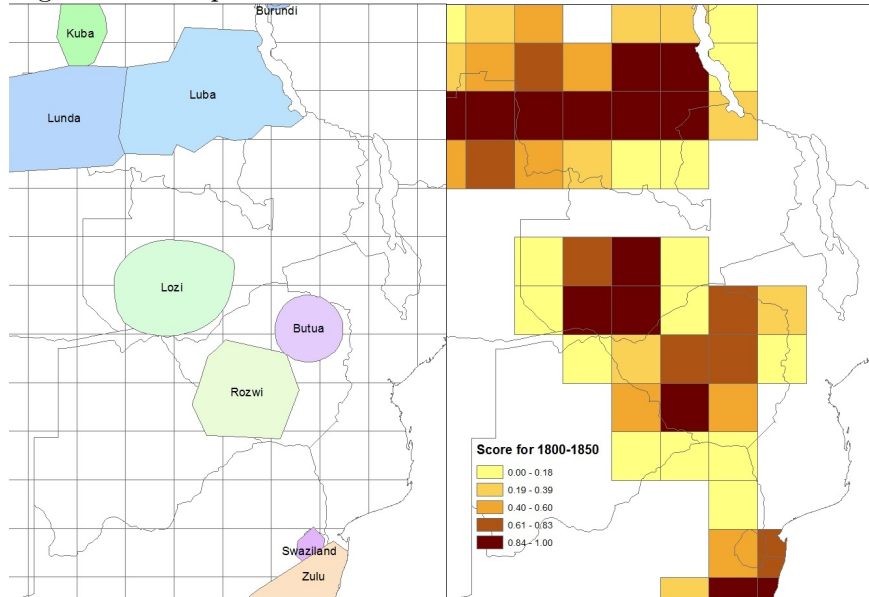 Burundi
Kuba
Luba
Lunda
Lozi
Butua
Rozwi
Swaziland
Zulu
Score for 1800-1850
0.00 - 0.18
0.19 - 0.39
0.40 - 0.60
0.61 - 0.83
0.84 - 1.00